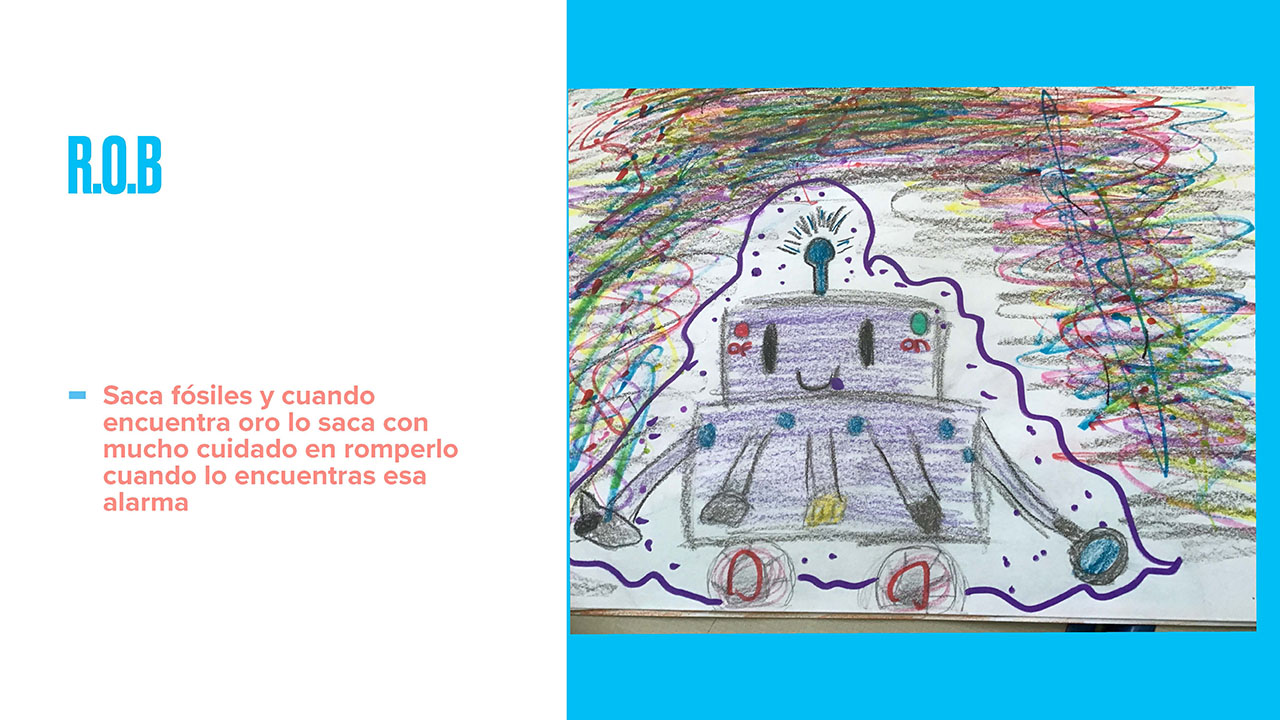 R.O.B
Saca fósiles y cuando
encuentra oro lo saca con
mucho cuidado en romperlo
cuando lo encuentras esa
alarma
of on